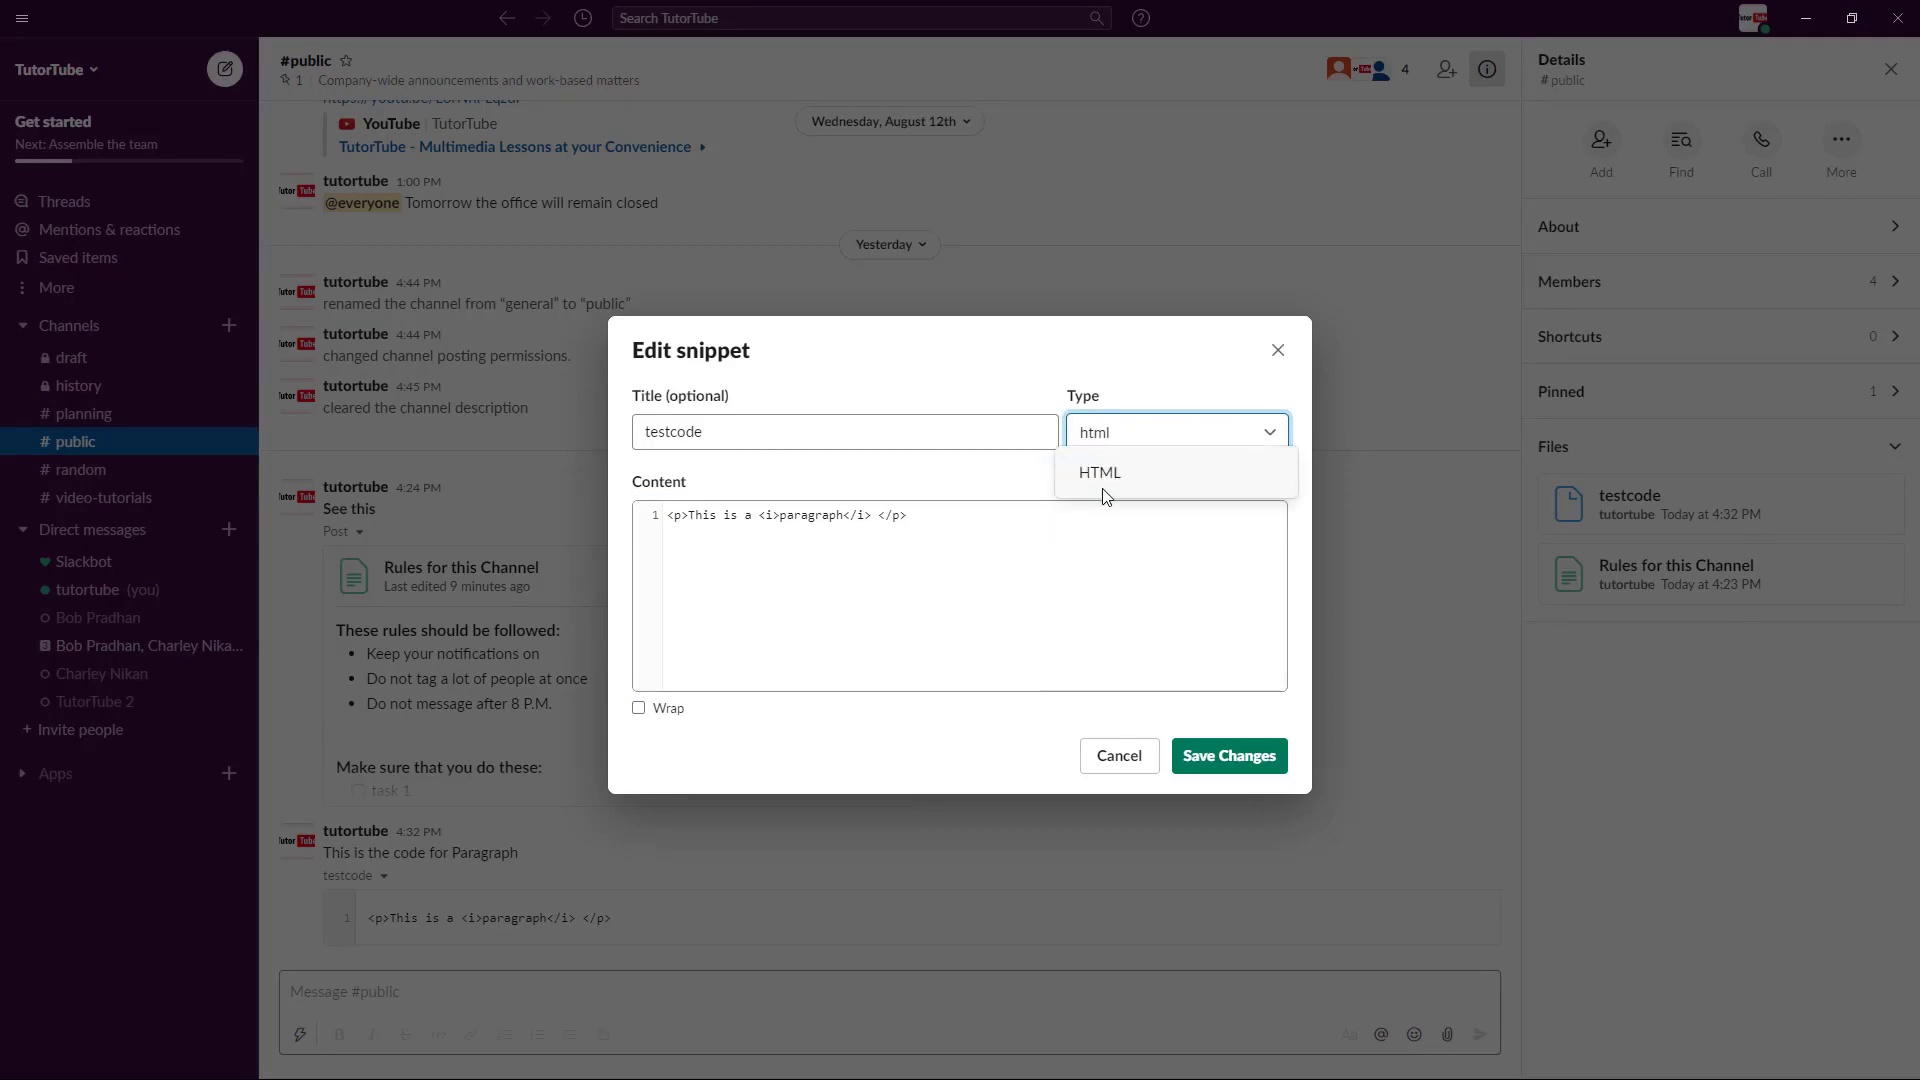 Search TutorTube
TutorTube
Get started
Next: Assemble the team
Threads
Mentions & reactions
Saved items
More
Channels
draft
history
# planning
# public
# random
# video-tutorials
Direct messages
Slackbot
tutortube (you)
Bob Pradhan
3 Bob Pradhan, Charley Nika...
Charley Nikan
TutorTube 2
+ Invite people
Apps
#public
1 | Company-wide announcements and work-based matters
4
YouTube | TutorTube
Wednesday, August 12th
TutorTube - Multimedia Lessons at your Convenience
tutortube 1:00 PM
@everyone Tomorrow the office will remain closed
Yesterday
tutortube 4:44 PM
renamed the channel from “general” to “public”
tutortube 4:44 PM
changed channel posting permissions.
tutortube 4:45 PM
cleared the channel description
tutortube 4:24 PM
See this
Post
Rules for this Channel
Last edited 9 minutes ago
These rules should be followed:
• Keep your notifications on
• Do not tag a lot of people at once
• Do not message after 8 P.M.
Make sure that you do these:
task 1
tutortube 4:32 PM
This is the code for Paragraph
testcode
1 <p>This is a <i>paragraph</i> </p>
Message #public
Edit snippet
Title (optional)
Type
testcode
html
HTML
Content
1 <p>This is a <i>paragraph</i> </p>
Wrap
Cancel
Save Changes
Details
# public
Add
Find
Call
More
About
Members 4
Shortcuts 0
Pinned 1
Files
testcode
tutortube Today at 4:32 PM
Rules for this Channel
tutortube Today at 4:23 PM